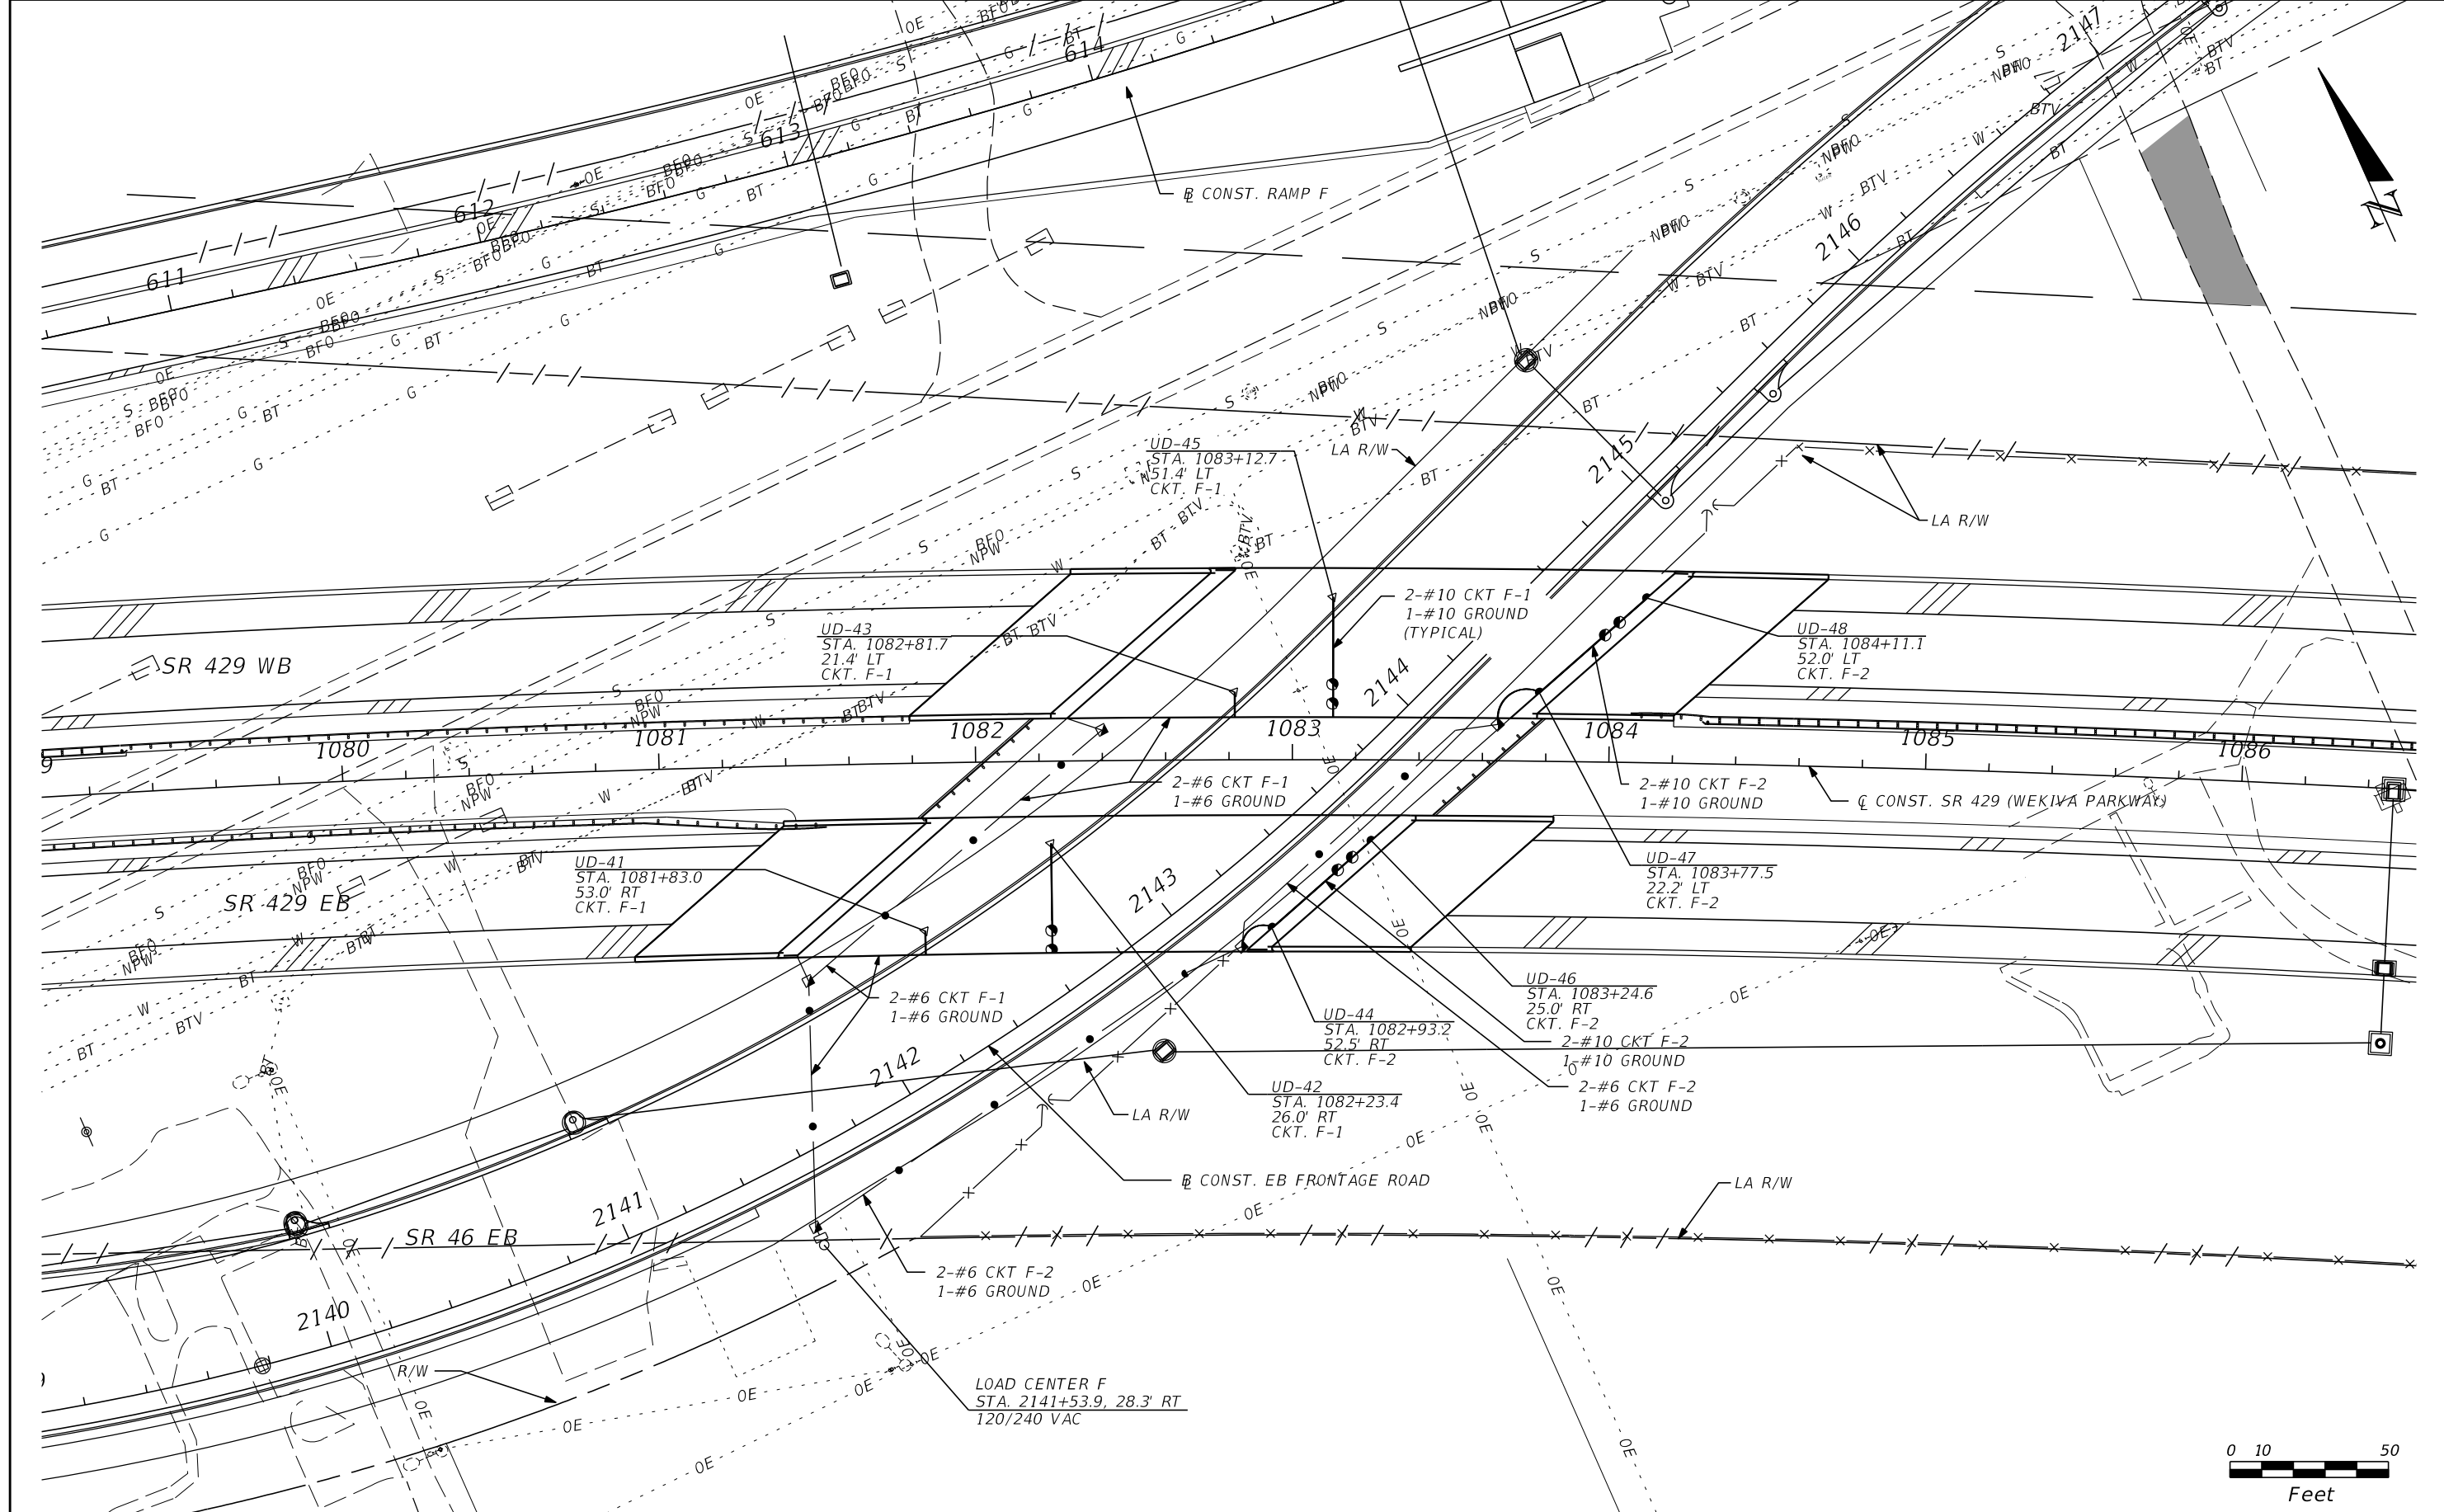 614
613
612
611
2147
2146
2145
2144
2143
2142
2141
2140
℄ CONST. RAMP F
UD-45
STA. 1083+12.7
51.4' LT
CKT. F-1
LA R/W
LA R/W
2-#10 CKT F-1
1-#10 GROUND
(TYPICAL)
UD-43
STA. 1082+81.7
21.4' LT
CKT. F-1
UD-48
STA. 1084+11.1
52.0' LT
CKT. F-2
SR 429 WB
9
1080
1081
1082
1083
1084
1085
1086
2-#6 CKT F-1
1-#6 GROUND
2-#10 CKT F-2
1-#10 GROUND
℄ CONST. SR 429 (WEKIVA PARKWAY)
UD-41
STA. 1081+83.0
53.0' RT
CKT. F-1
UD-47
STA. 1083+77.5
22.2' LT
CKT. F-2
SR 429 EB
2-#6 CKT F-1
1-#6 GROUND
UD-46
STA. 1083+24.6
25.0' RT
CKT. F-2
UD-44
STA. 1082+93.2
52.5' RT
CKT. F-2
2-#10 CKT F-2
1-#10 GROUND
UD-42
STA. 1082+23.4
26.0' RT
CKT. F-1
2-#6 CKT F-2
1-#6 GROUND
LA R/W
℄ CONST. EB FRONTAGE ROAD
LA R/W
SR 46 EB
2-#6 CKT F-2
1-#6 GROUND
R/W
LOAD CENTER F
STA. 2141+53.9, 28.3' RT
120/240 VAC
N
0 10 50
Feet
OE
BFO
S
G
BT
BTV
W
NPW